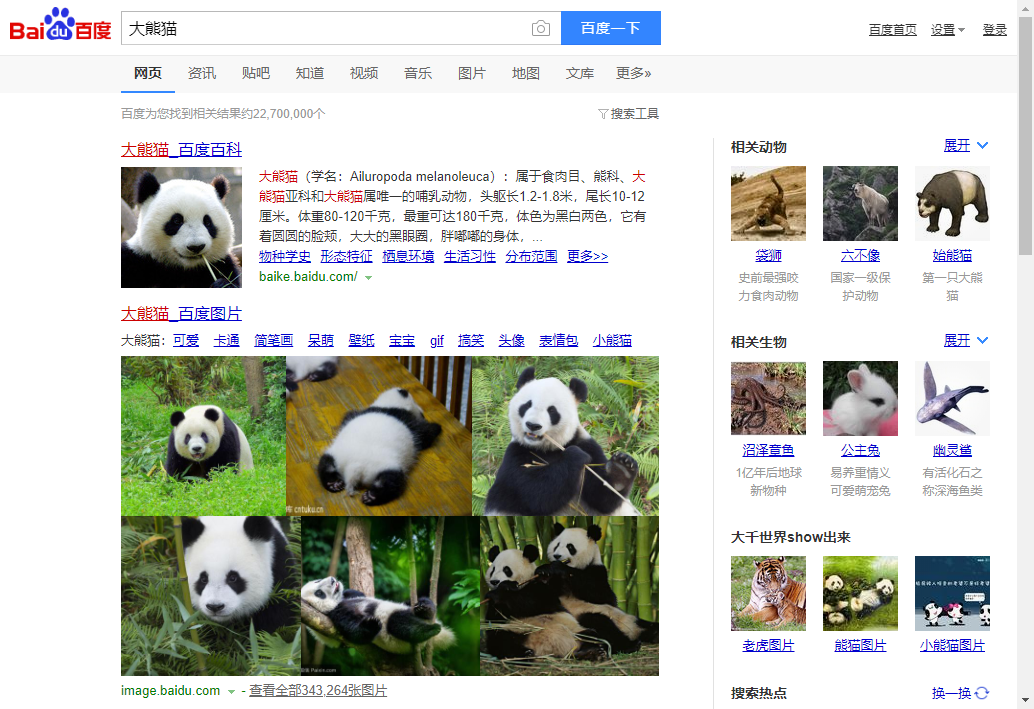 Bai du 百度
大熊猫
百度一下
百度首页 设置 登录
网页 资讯 贴吧 知道 视频 音乐 图片 地图 文库 更多»
百度为您找到相关结果约22,700,000个
搜索工具
大熊猫_百度百科
大熊猫（学名：Ailuropoda melanoleuca）：属于食肉目、熊科、大
熊猫亚科和大熊猫属唯一的哺乳动物，头躯长1.2-1.8米，尾长10-12
厘米。体重80-120千克，最重可达180千克，体色为黑白两色，它有
着圆圆的脸颊，大大的黑眼圈，胖嘟嘟的身体，...
物种学史 形态特征 栖息环境 生活习性 分布范围 更多>>
baike.baidu.com/
大熊猫_百度图片
大熊猫： 可爱 卡通 简笔画 呆萌 壁纸 宝宝 gif 搞笑 头像 表情包 小熊猫
image.baidu.com - 查看全部343,264张图片
相关动物 展开
袋狮 六不像 始熊猫
史前最强咬 国家一级保 第一只大熊
力食肉动物 护动物 猫
相关生物 展开
沼泽章鱼 公主兔 幽灵鲨
1亿年后地球 易养重情义 有活化石之
新物种 可爱萌宠兔 称深海鱼类
大千世界show出来
老虎图片 熊猫图片 小熊猫图片
搜索热点 换一换